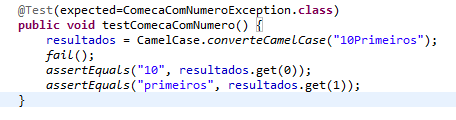 @Test(expected=ComecaComNumeroException.class)
public void testComecaComNumero() {
resultados = CamelCase.converteCamelCase("10Primeiros");
fail();
assertEquals("10", resultados.get(0));
assertEquals("primeiros", resultados.get(1));
}